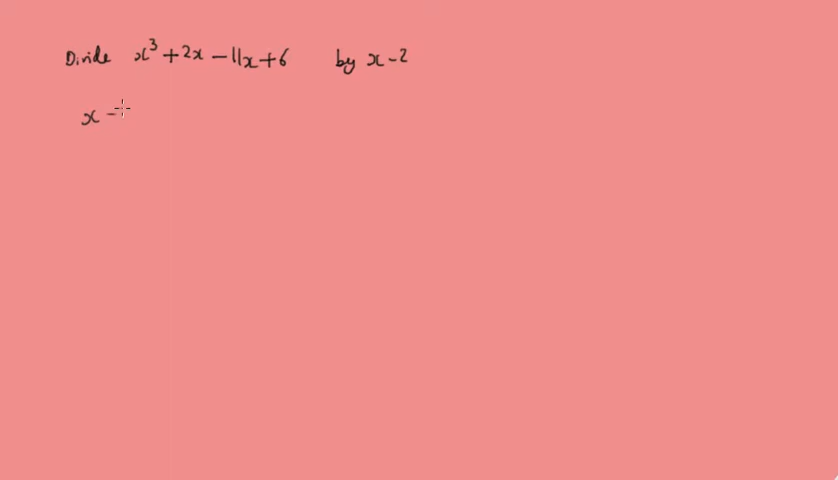 Divide x³ + 2x - 11x + 6 by x - 2
x -